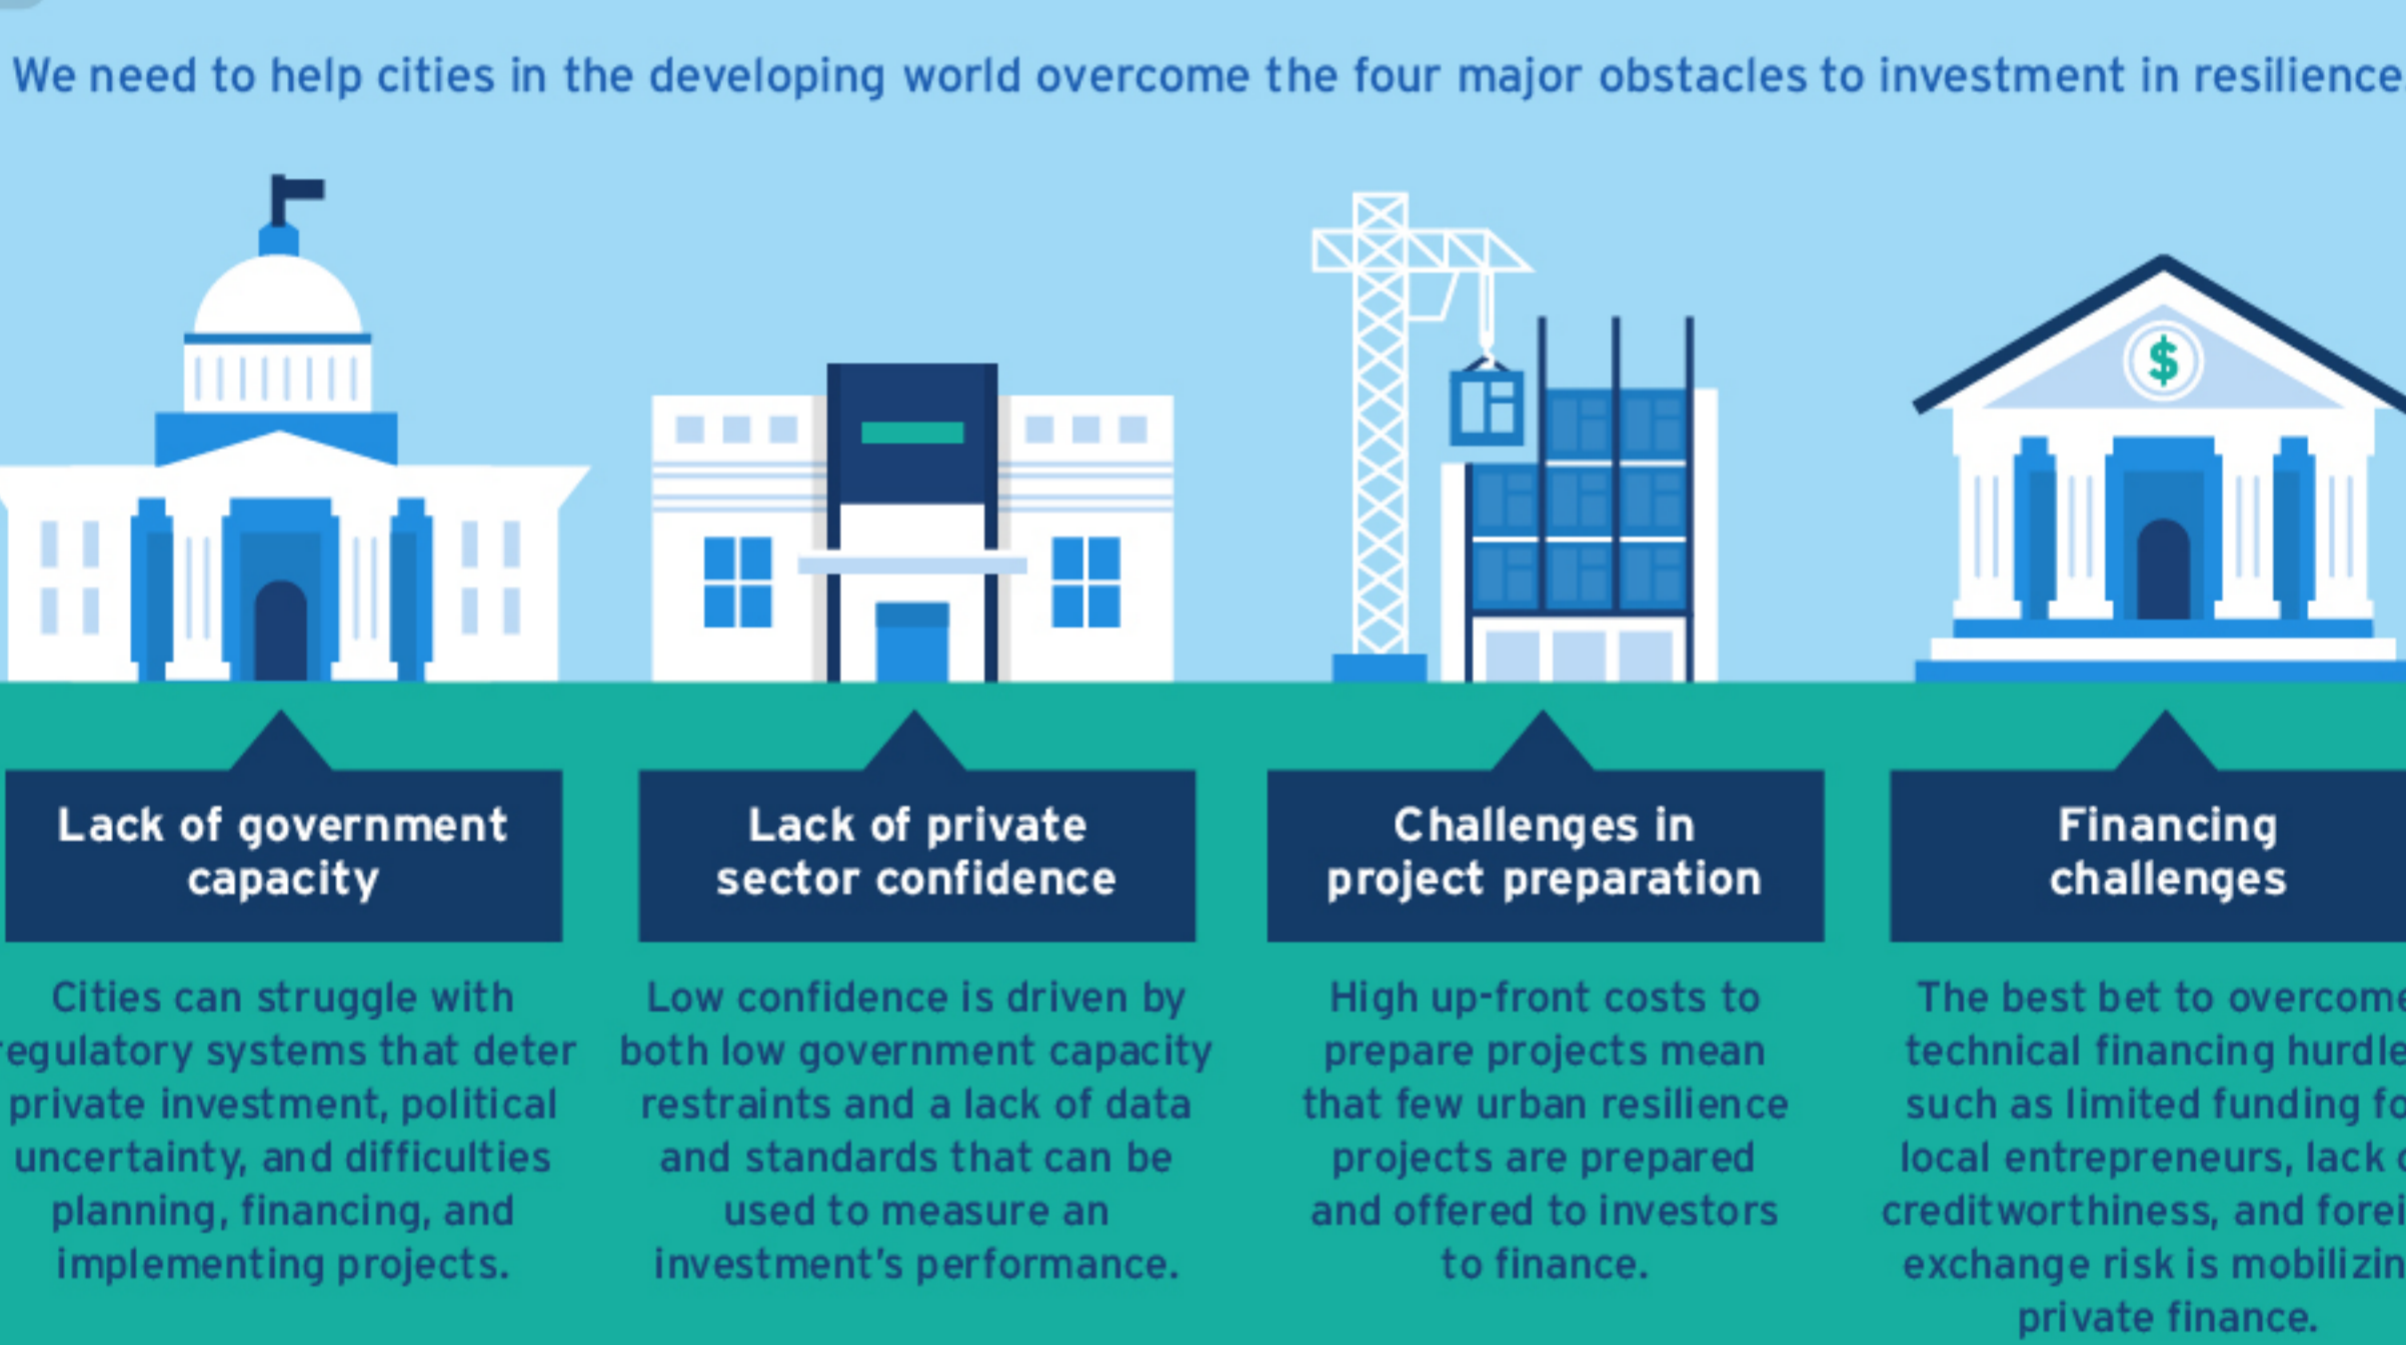 We need to help cities in the developing world overcome the four major obstacles to investment in resilience.
Lack of government
capacity
Cities can struggle with
regulatory systems that deter
private investment, political
uncertainty, and difficulties
planning, financing, and
implementing projects.
Lack of private
sector confidence
Low confidence is driven by
both low government capacity
restraints and a lack of data
and standards that can be
used to measure an
investment's performance.
Challenges in
project preparation
High up-front costs to
prepare projects mean
that few urban resilience
projects are prepared
and offered to investors
to finance.
Financing
challenges
The best bet to overcome
technical financing hurdle
such as limited funding fo
local entrepreneurs, lack
creditworthiness, and forei
exchange risk is mobilizin
private finance.
$